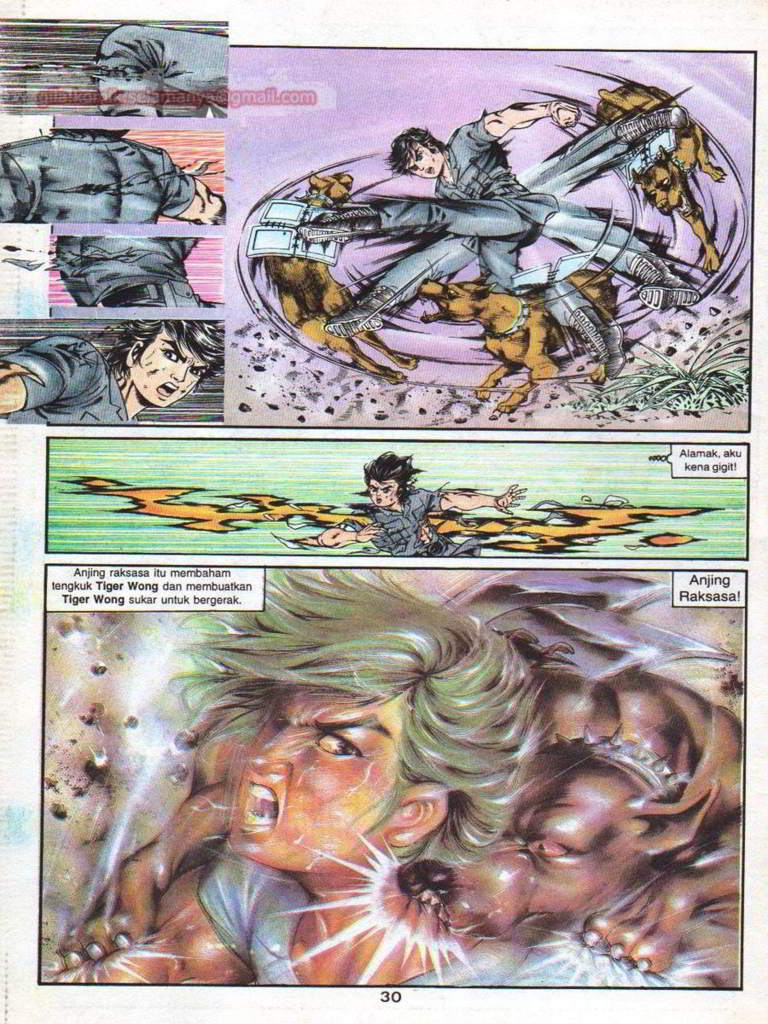 Alamak, aku
kena gigit!
Anjing raksasa itu membaham
tengkuk Tiger Wong dan membuatkan
Tiger Wong sukar untuk bergerak.
Anjing
Raksasa!
30